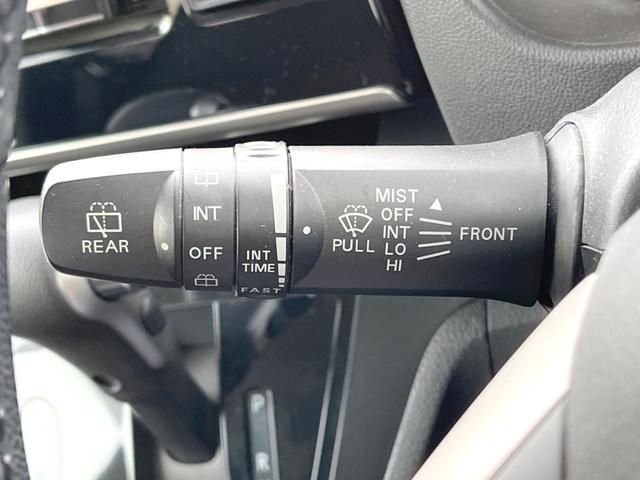 REAR
INT
OFF
INT
TIME
FAST
PULL
MIST
OFF
INT
LO
HI
FRONT
P
R